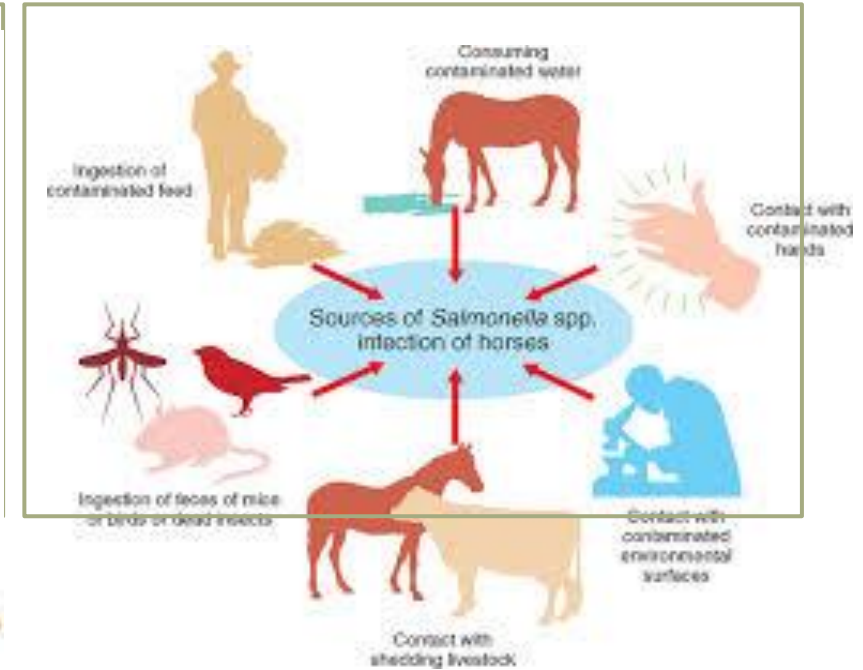 Consuming
contaminated water
Ingestion of
contaminated feed
Contact with
contaminated
hands
Sources of Salmonella spp.
infection of horses
Ingestion of feces of mice
or birds or dead insects
Contact with
contaminated
environmental
surfaces
Contact with
shedding livestock